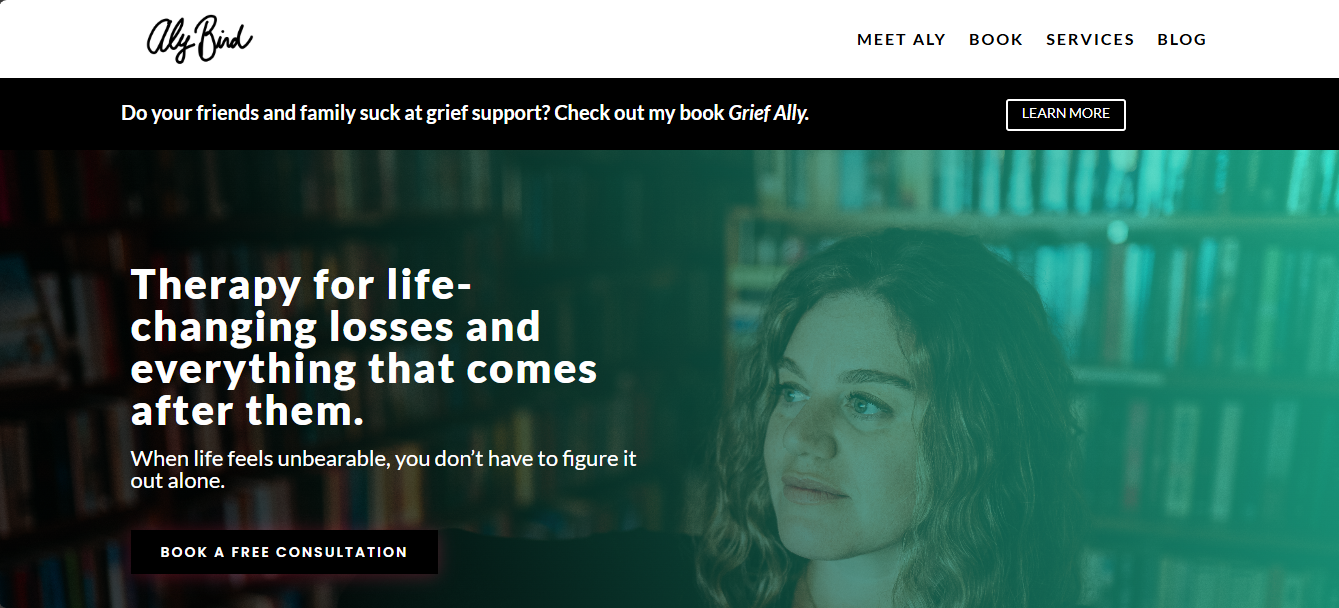 Aly Bird
MEET ALY BOOK SERVICES BLOG
Do your friends and family suck at grief support? Check out my book Grief Ally.
LEARN MORE
Therapy for life-
changing losses and
everything that comes
after them.
When life feels unbearable, you don’t have to figure it
out alone.
BOOK A FREE CONSULTATION